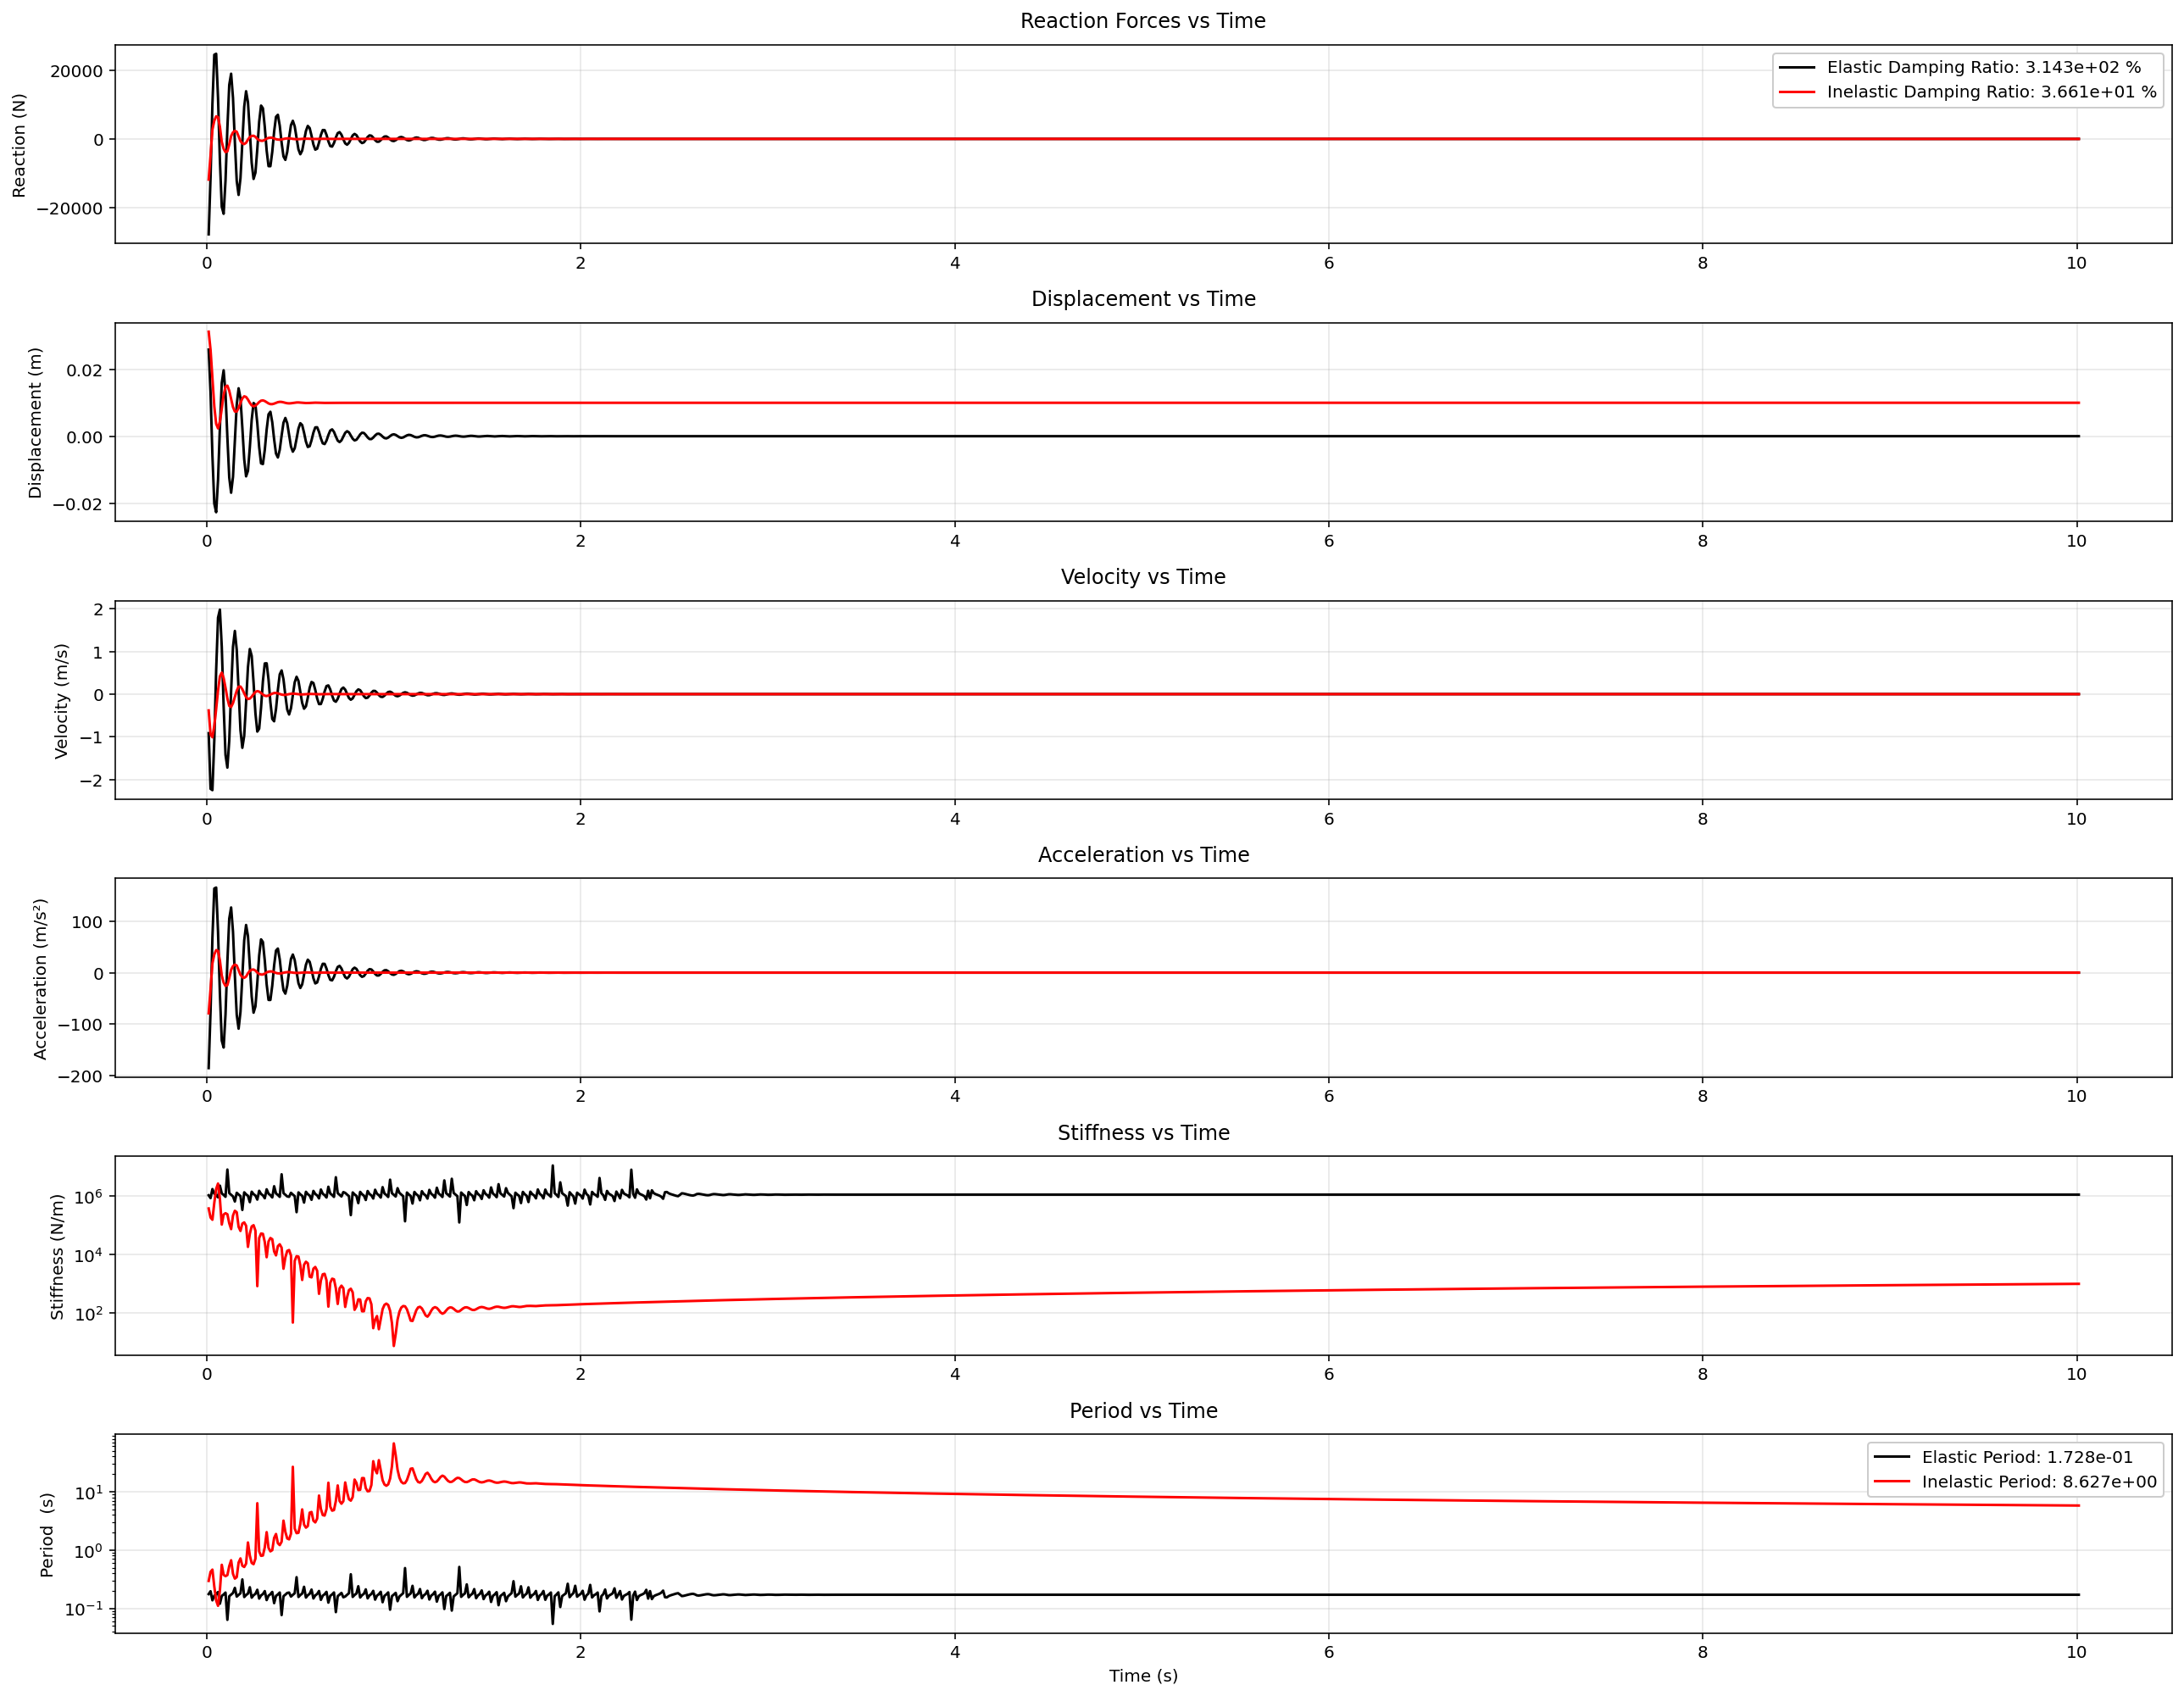 Reaction Forces vs Time
Reaction (N)
20000
0
−20000
Elastic Damping Ratio: 3.143e+02 %
Inelastic Damping Ratio: 3.661e+01 %
0 2 4 6 8 10
Displacement vs Time
Displacement (m)
0.02
0.00
−0.02
0 2 4 6 8 10
Velocity vs Time
Velocity (m/s)
2
1
0
−1
−2
0 2 4 6 8 10
Acceleration vs Time
Acceleration (m/s²)
100
0
−100
−200
0 2 4 6 8 10
Stiffness vs Time
Stiffness (N/m)
10⁶
10⁴
10²
0 2 4 6 8 10
Period vs Time
Period  (s)
10¹
10⁰
10⁻¹
Elastic Period: 1.728e-01
Inelastic Period: 8.627e+00
0 2 4 6 8 10
Time (s)